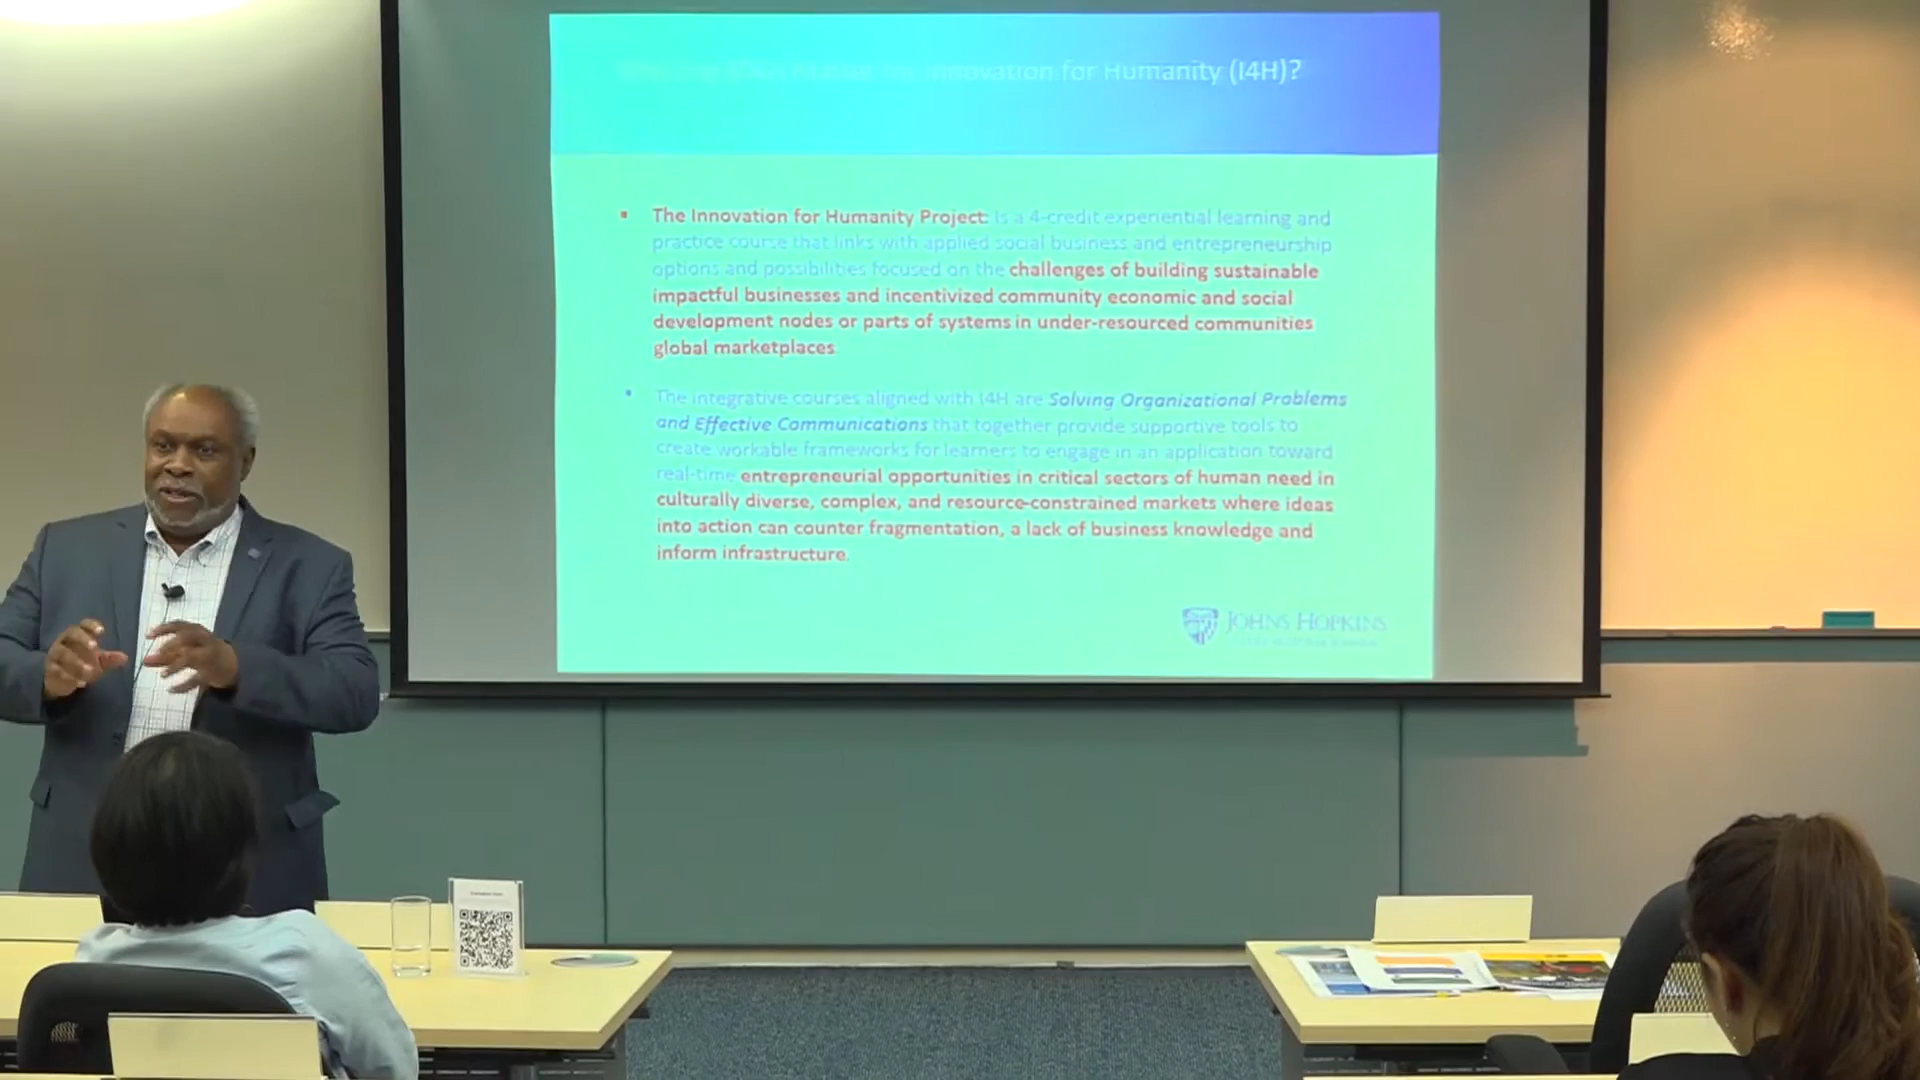 Innovation for Humanity (I4H)?
The Innovation for Humanity Project: Is a 4-credit experiential learning and
practice course that links with applied social business and entrepreneurship
options and possibilities focused on the challenges of building sustainable
impactful businesses and incentivized community economic and social
development nodes or parts of systems in under-resourced communities
global marketplaces.
The integrative courses aligned with I4H are Solving Organizational Problems
and Effective Communications that together provide supportive tools to
create workable frameworks for learners to engage in an application toward
real-time entrepreneurial opportunities in critical sectors of human need in
culturally diverse, complex, and resource-constrained markets where ideas
into action can counter fragmentation, a lack of business knowledge and
inform infrastructure.
JOHNS HOPKINS